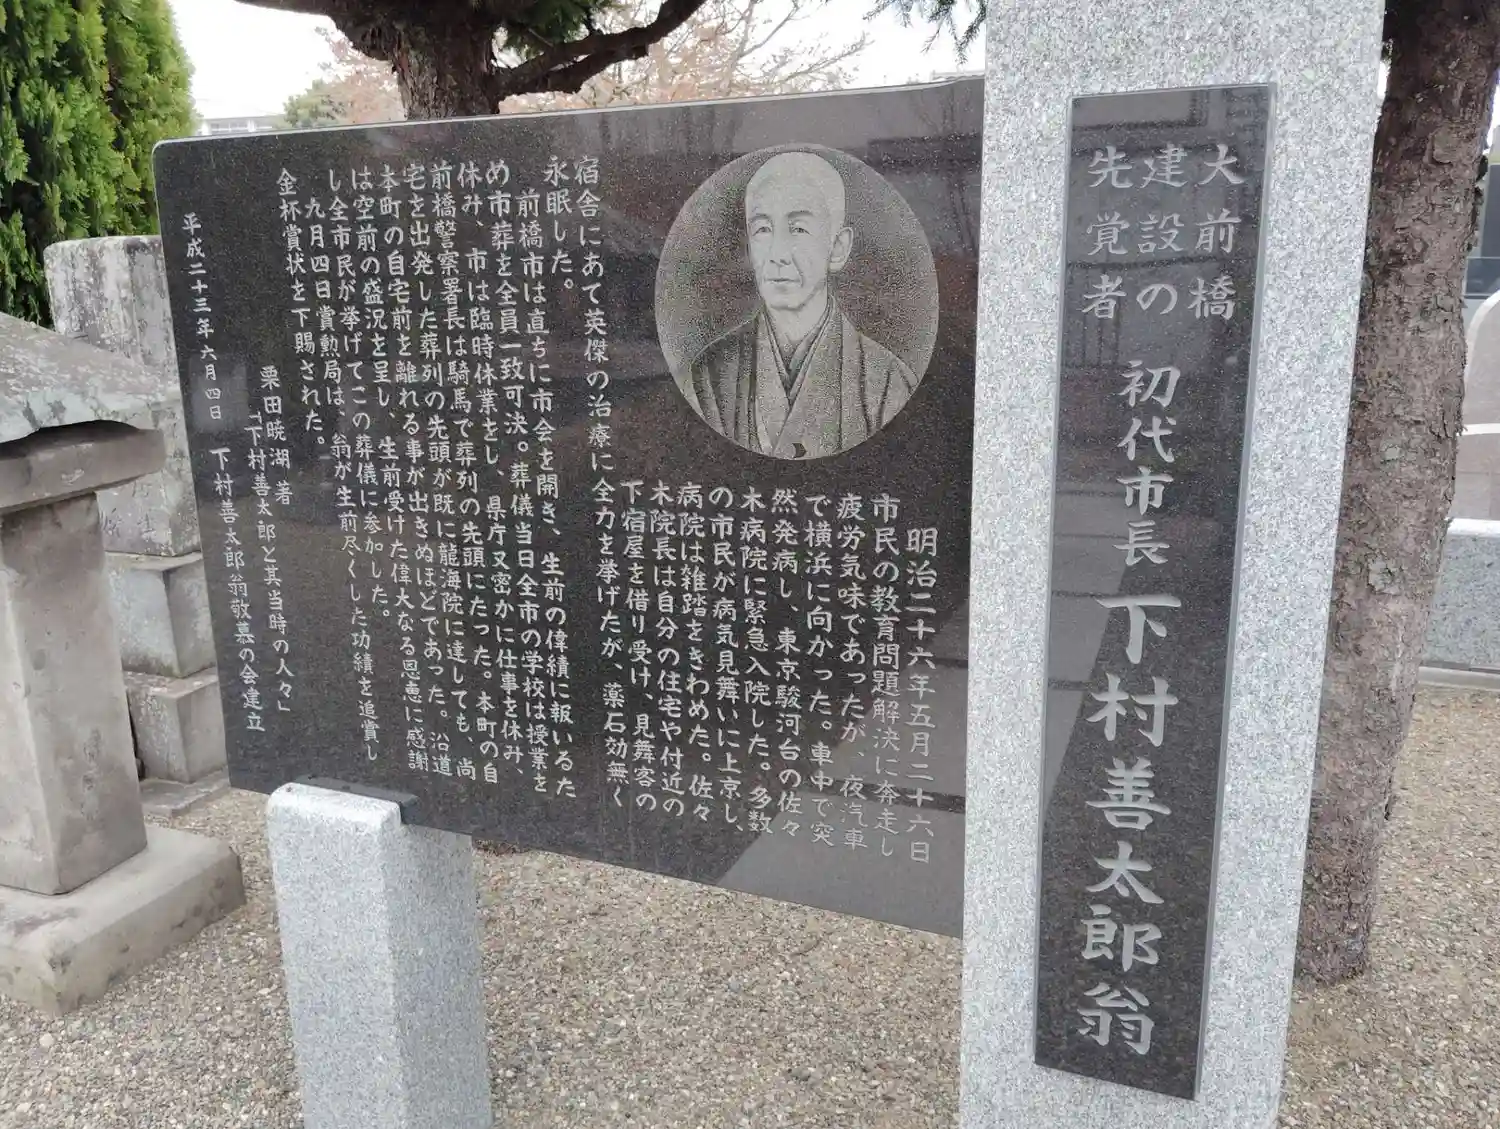 大前橋
建設の
先覚者
初代市長 下村善太郎翁
明治二十六年五月二十六日
市民の教育問題解決に奔走し
疲労気味であったが、夜汽車
で横浜に向かった。車中で突
然発病し、東京駿河台の佐々
木病院に緊急入院した。多数
の市民が病気見舞いに上京し、
病院は雑踏をきわめた。佐々
木院長は自分の住宅や付近の
下宿屋を借り受け、見舞客の
宿舎にあて英傑の治療に全力を挙げたが、薬石効無く
永眠した。
前橋市は直ちに市会を開き、生前の偉績に報いるた
め市葬を全員一致可決。葬儀当日全市の学校は授業を
休み、市は臨時休業をし、県庁又密かに仕事を休み、
前橋警察署長は騎馬で葬列の先頭にたった。本町の自
宅を出発した葬列の先頭が既に龍海院に達しても、尚
本町の自宅前を離れる事が出きぬほどであった。沿道
は空前の盛況を呈し、生前受けた偉大なる恩恵に感謝
し全市民が挙げてこの葬儀に参加した。
九月四日賞勲局は、翁が生前尽くした功績を追賞し
金杯賞状を下賜された。
栗田暁湖 著
「下村善太郎と其当時の人々」
平成二十三年六月四日 下村善太郎翁敬慕の会建立